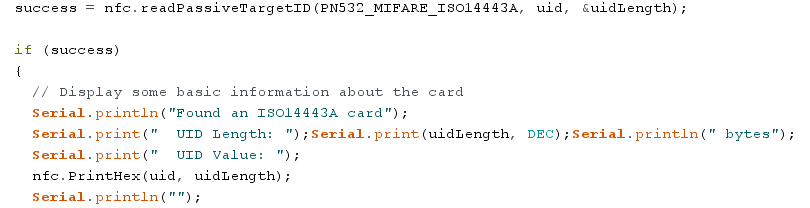 success = nfc.readPassiveTargetID(PN532_MIFARE_ISO14443A, uid, &uidLength);
if (success)
{
// Display some basic information about the card
Serial.println("Found an ISO14443A card");
Serial.print("  UID Length: ");Serial.print(uidLength, DEC);Serial.println(" bytes");
Serial.print("  UID Value: ");
nfc.PrintHex(uid, uidLength);
Serial.println("");